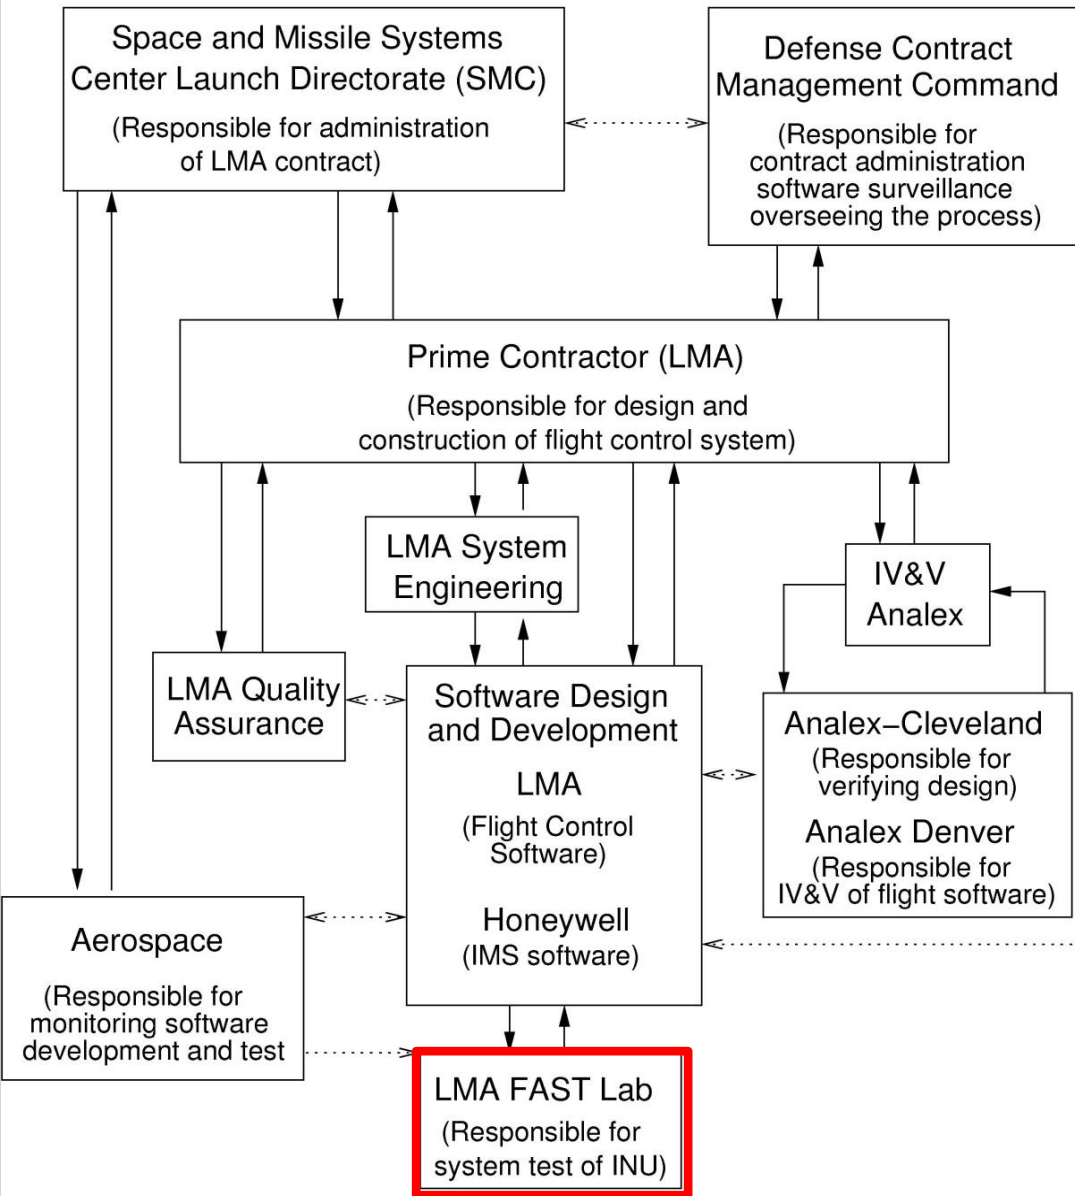 Space and Missile Systems
Center Launch Directorate (SMC)
(Responsible for administration
of LMA contract)
Defense Contract
Management Command
(Responsible for
contract administration
software surveillance
overseeing the process)
Prime Contractor (LMA)
(Responsible for design and
construction of flight control system)
LMA System
Engineering
IV&V
Analex
LMA Quality
Assurance
Software Design
and Development
LMA
(Flight Control
Software)
Honeywell
(IMS software)
Analex–Cleveland
(Responsible for
verifying design)
Analex Denver
(Responsible for
IV&V of flight software)
Aerospace
(Responsible for
monitoring software
development and test
LMA FAST Lab
(Responsible for
system test of INU)